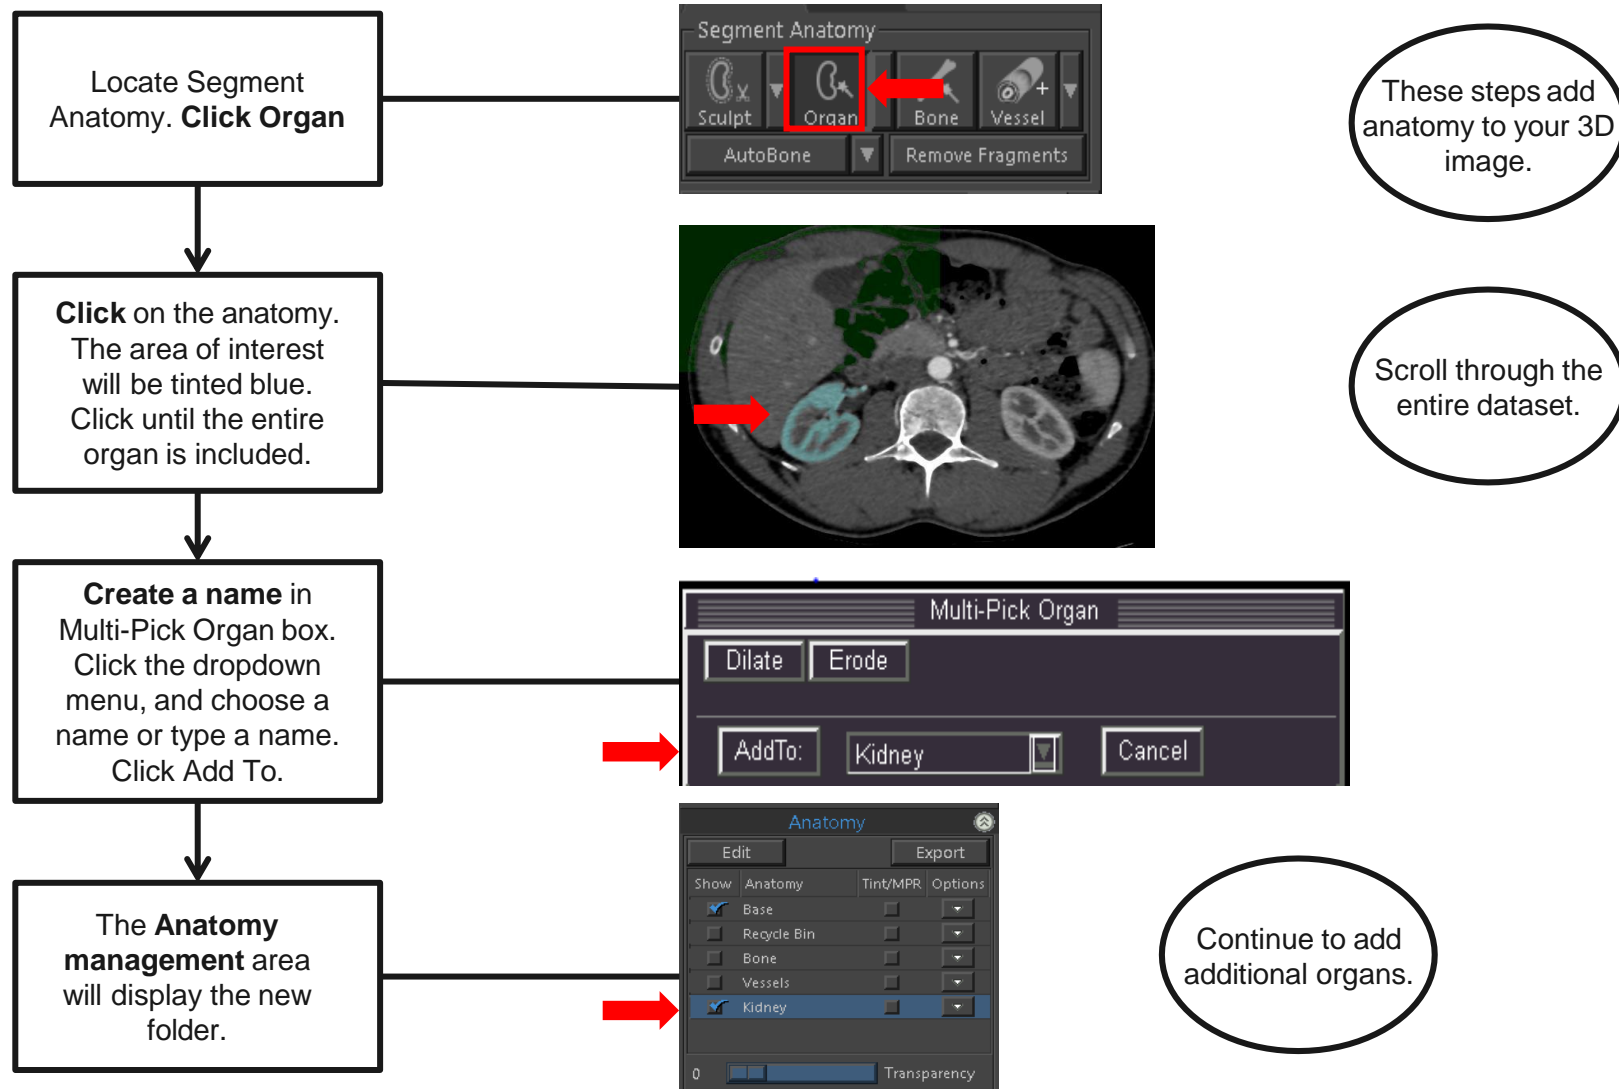 Locate Segment
Anatomy. Click Organ
Segment Anatomy
Sculpt
Organ
Bone
Vessel
AutoBone
Remove Fragments
These steps add
anatomy to your 3D
image.
Click on the anatomy.
The area of interest
will be tinted blue.
Click until the entire
organ is included.
Scroll through the
entire dataset.
Create a name in
Multi-Pick Organ box.
Click the dropdown
menu, and choose a
name or type a name.
Click Add To.
Multi-Pick Organ
Dilate Erode
AddTo: Kidney Cancel
The Anatomy
management area
will display the new
folder.
Anatomy
Edit Export
Show Anatomy Tint/MPR Options
Base
Recycle Bin
Bone
Vessels
Kidney
0 Transparency
Continue to add
additional organs.